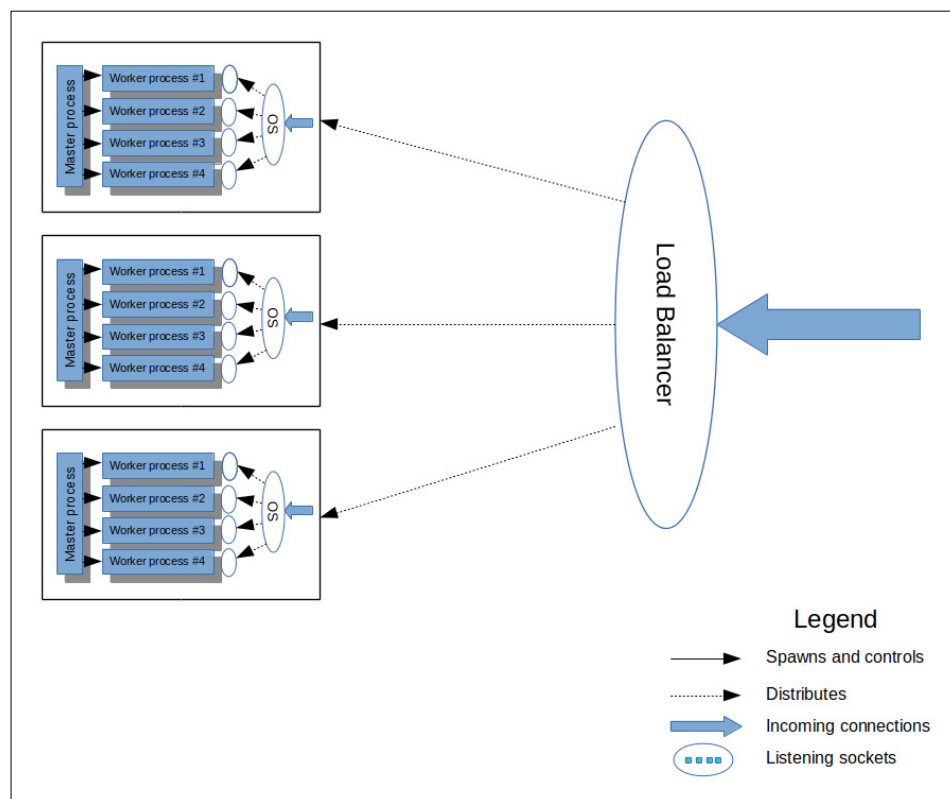 Master process
Worker process #1
Worker process #2
Worker process #3
Worker process #4
OS
Master process
Worker process #1
Worker process #2
Worker process #3
Worker process #4
OS
Master process
Worker process #1
Worker process #2
Worker process #3
Worker process #4
OS
Load Balancer
Legend
Spawns and controls
Distributes
Incoming connections
Listening sockets